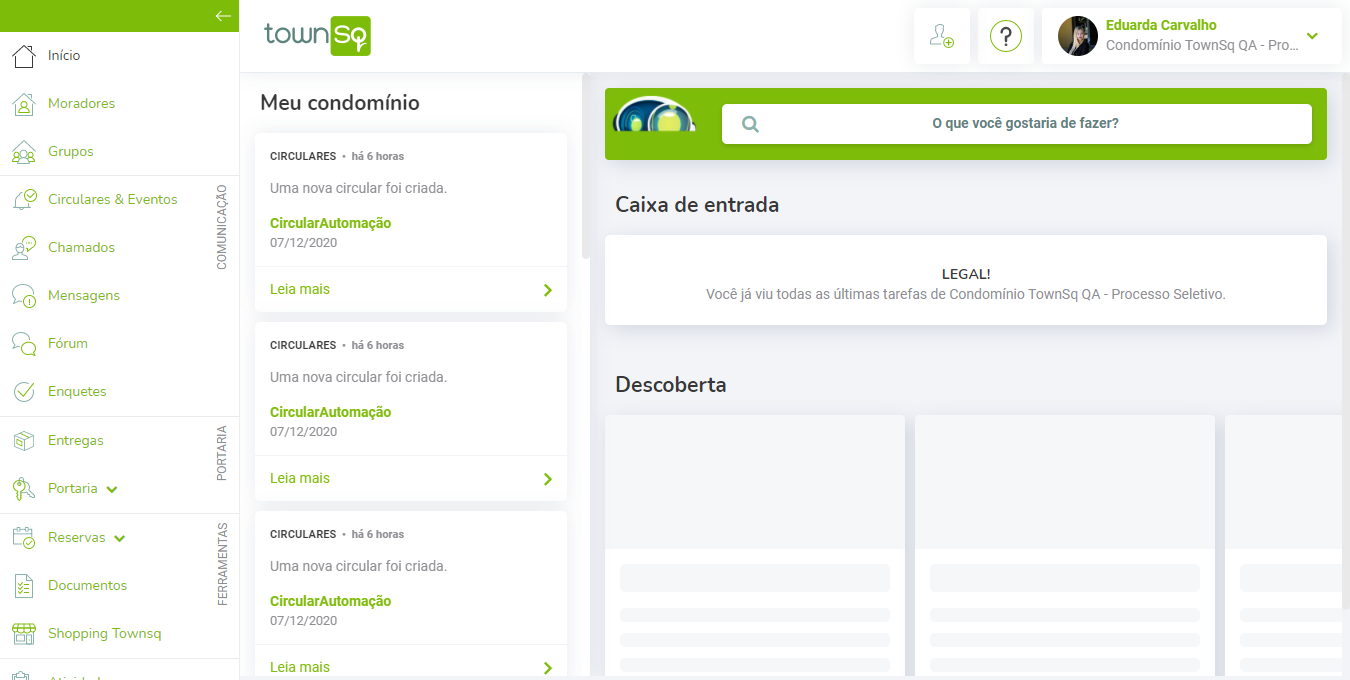 Início
Moradores
Grupos
Circulares & Eventos
Chamados
Mensagens
Fórum
Enquetes
COMUNICAÇÃO
Entregas
Portaria
PORTARIA
Reservas
Documentos
Shopping Townsq
FERRAMENTAS
townSq
?
Eduarda Carvalho
Condomínio TownSq QA - Pro...
Meu condomínio
CIRCULARES • há 6 horas
Uma nova circular foi criada.
CircularAutomação
07/12/2020
Leia mais
CIRCULARES • há 6 horas
Uma nova circular foi criada.
CircularAutomação
07/12/2020
Leia mais
CIRCULARES • há 6 horas
Uma nova circular foi criada.
CircularAutomação
07/12/2020
Leia mais
O que você gostaria de fazer?
Caixa de entrada
LEGAL!
Você já viu todas as últimas tarefas de Condomínio TownSq QA - Processo Seletivo.
Descoberta